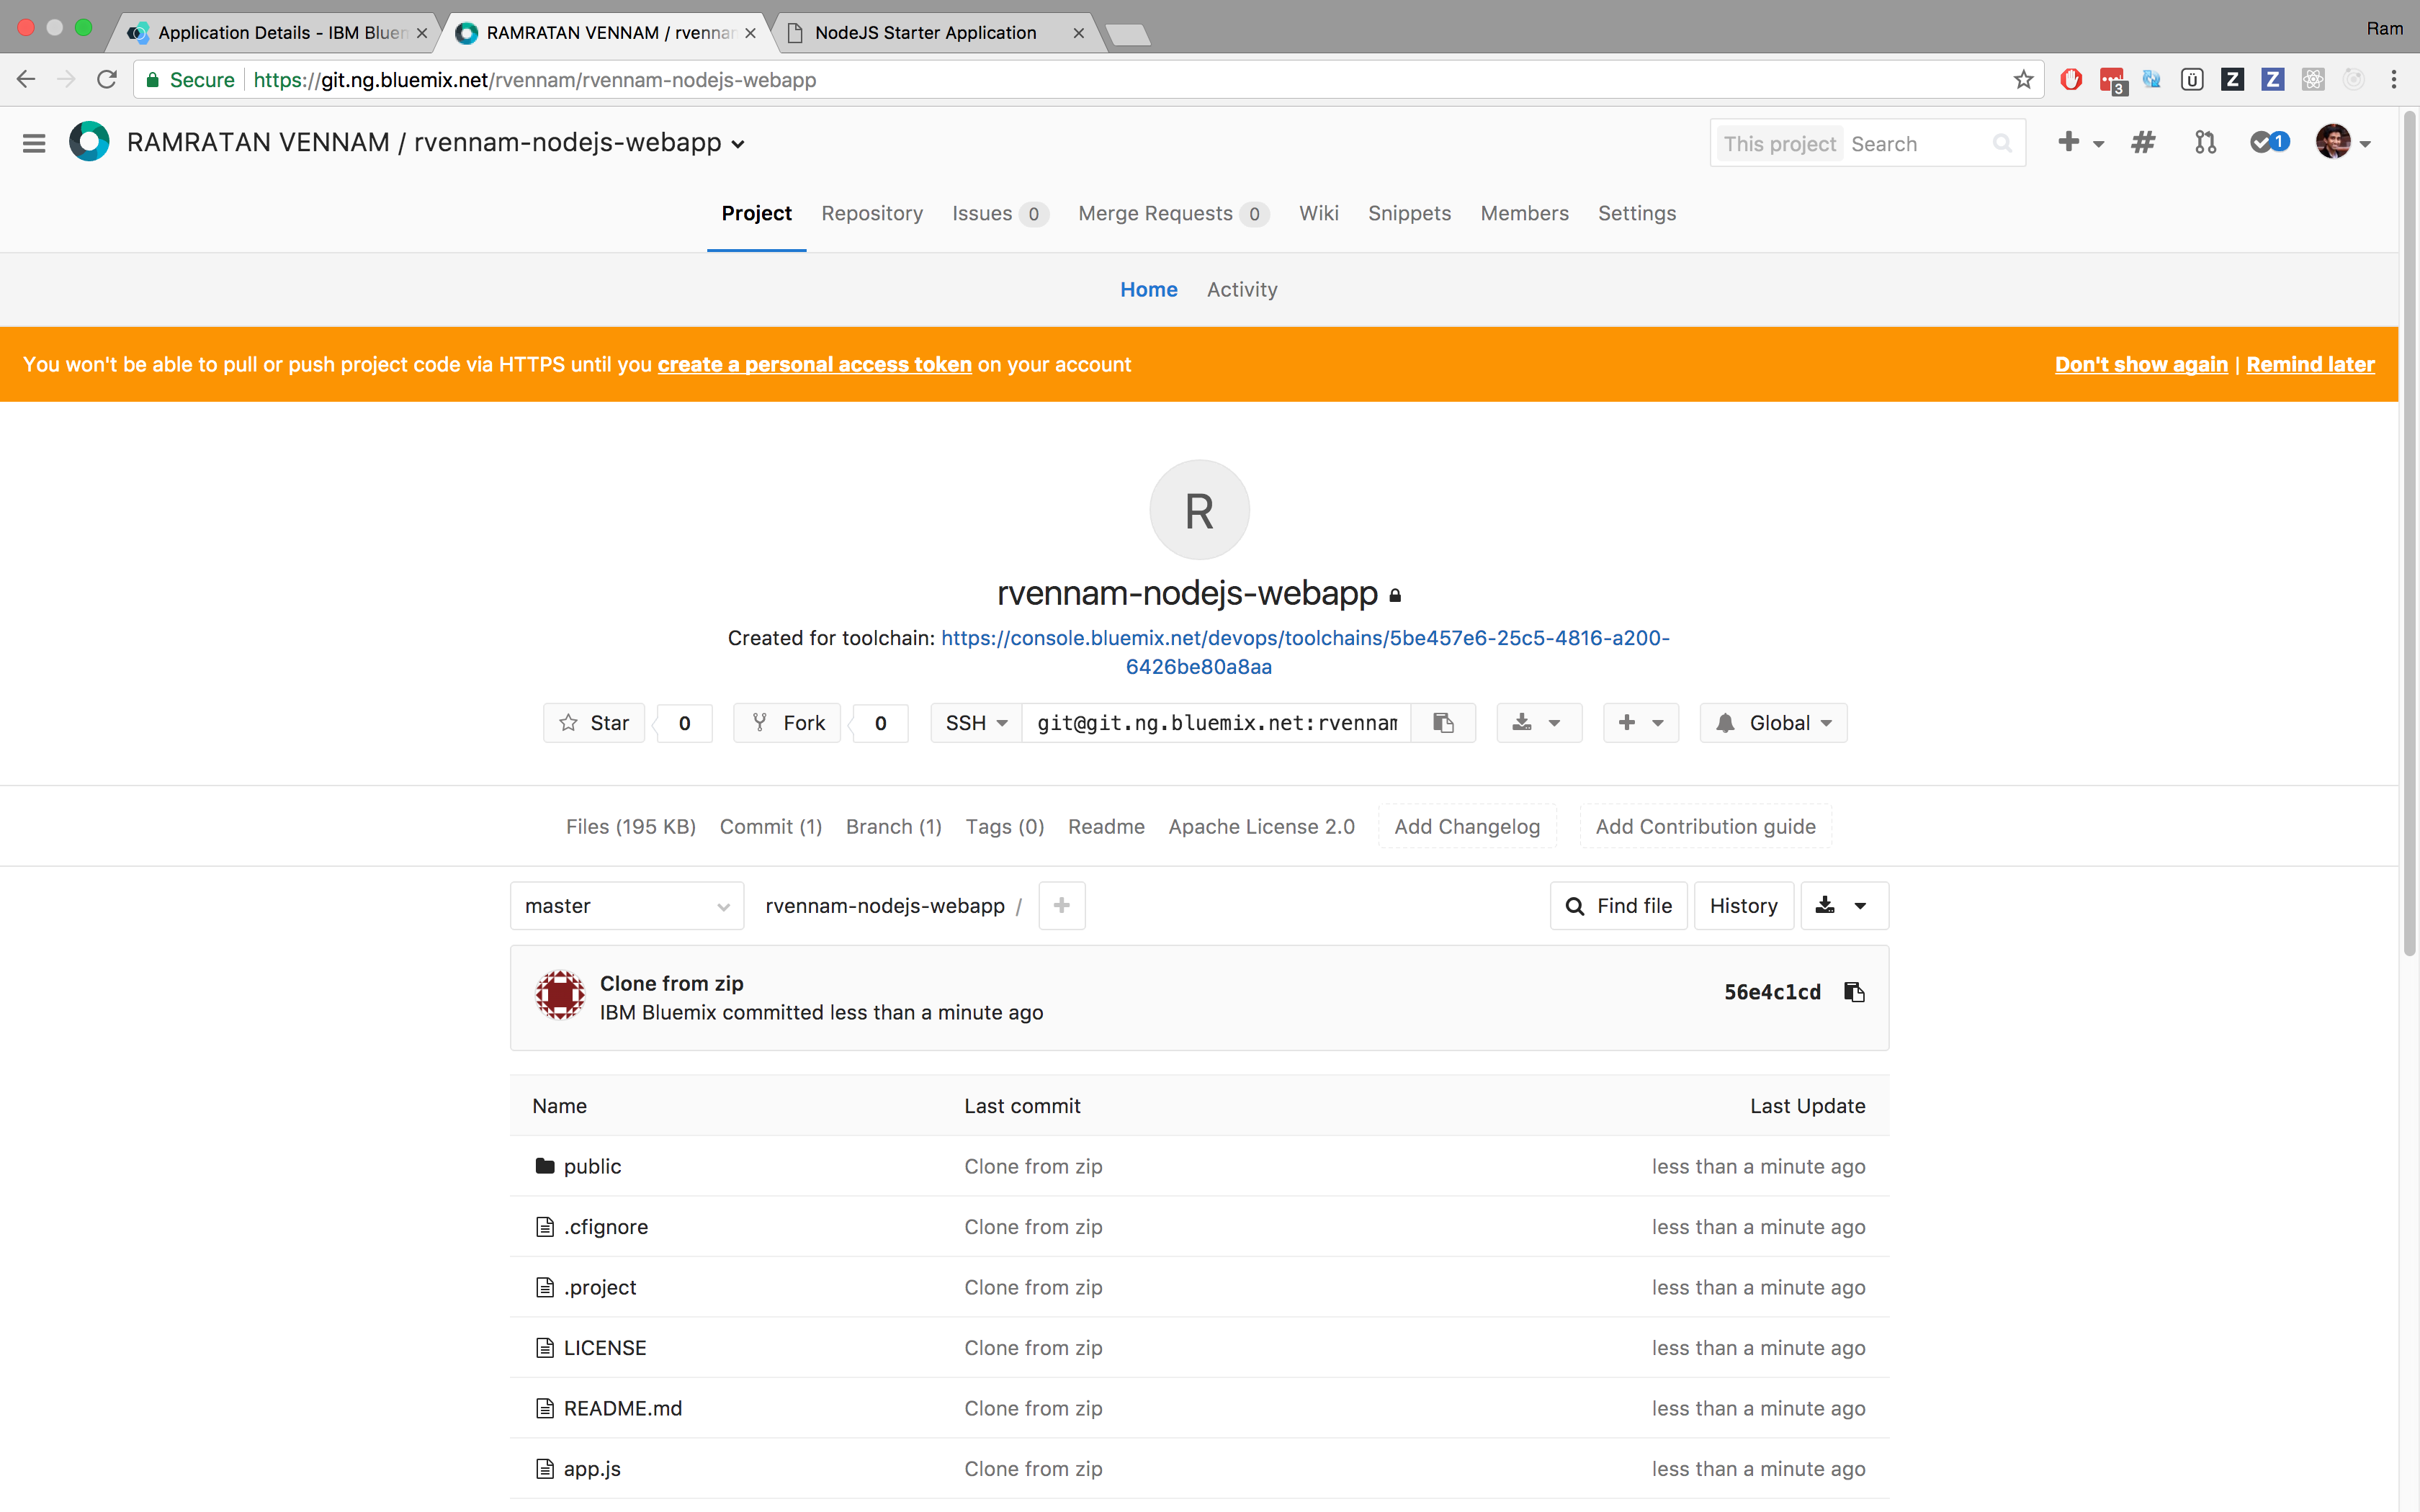 Application Details - IBM Bluem
RAMRATAN VENNAM / rvennam
NodeJS Starter Application
Ram
Secure
https://git.ng.bluemix.net/rvennam/rvennam-nodejs-webapp
3
ü
Z
Z
RAMRATAN VENNAM / rvennam-nodejs-webapp
This project Search
1
Project Repository Issues 0 Merge Requests 0 Wiki Snippets Members Settings
Home Activity
You won't be able to pull or push project code via HTTPS until you create a personal access token on your account
Don't show again | Remind later
R
rvennam-nodejs-webapp
Created for toolchain: https://console.bluemix.net/devops/toolchains/5be457e6-25c5-4816-a200-
6426be80a8aa
Star 0 Fork 0 SSH git@git.ng.bluemix.net:rvennam Global
Files (195 KB) Commit (1) Branch (1) Tags (0) Readme Apache License 2.0 Add Changelog Add Contribution guide
master rvennam-nodejs-webapp / Find file History
Clone from zip
IBM Bluemix committed less than a minute ago
56e4c1cd
Name Last commit Last Update
public Clone from zip less than a minute ago
.cfignore Clone from zip less than a minute ago
.project Clone from zip less than a minute ago
LICENSE Clone from zip less than a minute ago
README.md Clone from zip less than a minute ago
app.js Clone from zip less than a minute ago